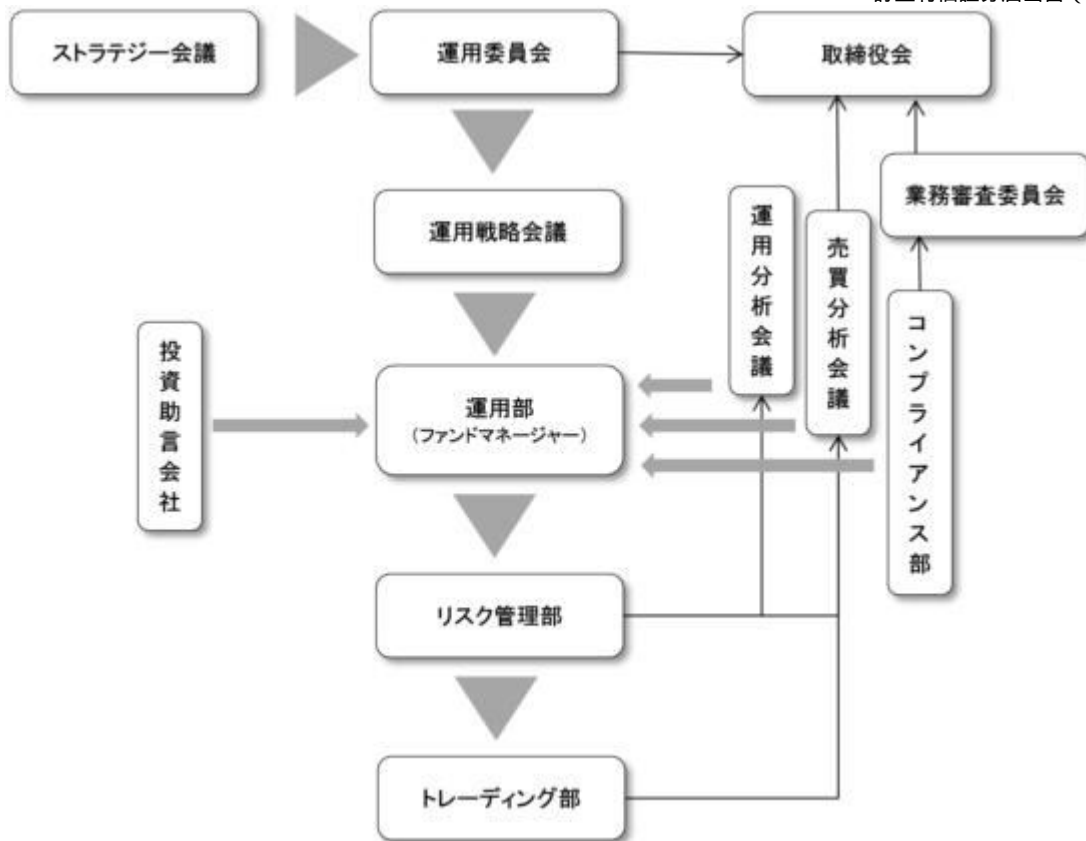 ストラテジー会議
運用委員会
取締役会
業務審査委員会
運用戦略会議
運用分析会議
売買分析会議
コンプライアンス部
投資助言会社
運用部
(ファンドマネージャー)
リスク管理部
トレーディング部